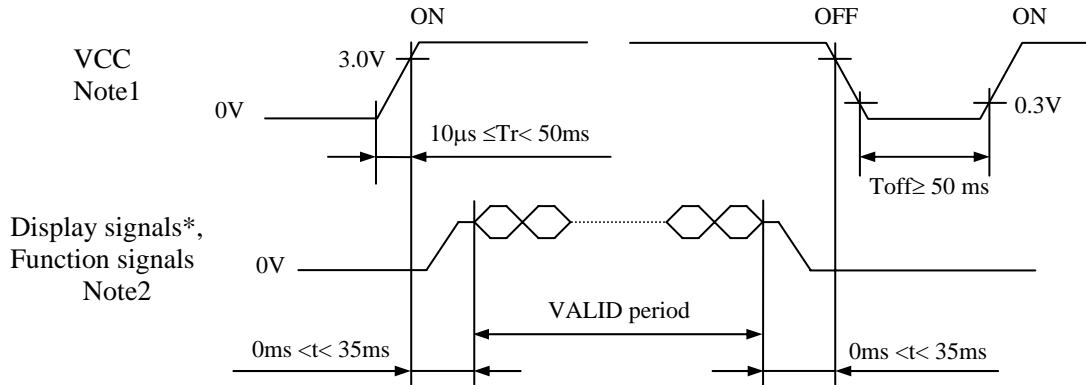 ON OFF ON
VCC
Note1
3.0V
0V
0.3V
10μs ≤Tr< 50ms
Toff≥ 50 ms
Display signals*,
Function signals
Note2
0V
VALID period
0ms <t< 35ms
0ms <t< 35ms